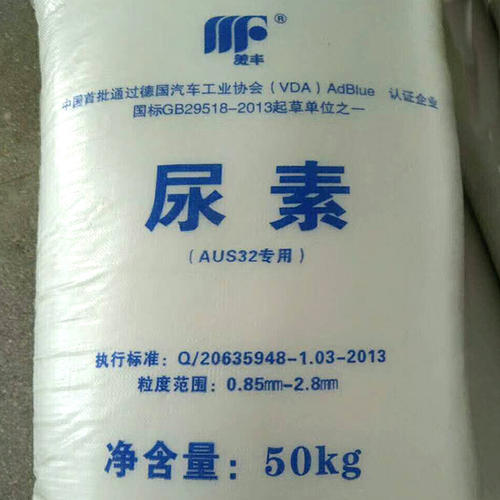 MF®
美丰
中国首批通过德国汽车工业协会（VDA）AdBlue 认证企业
国标GB29518-2013起草单位之一
尿素
（AUS32专用）
执行标准：Q/20635948-1.03-2013
粒度范围：0.85mm-2.8mm
净含量：50kg